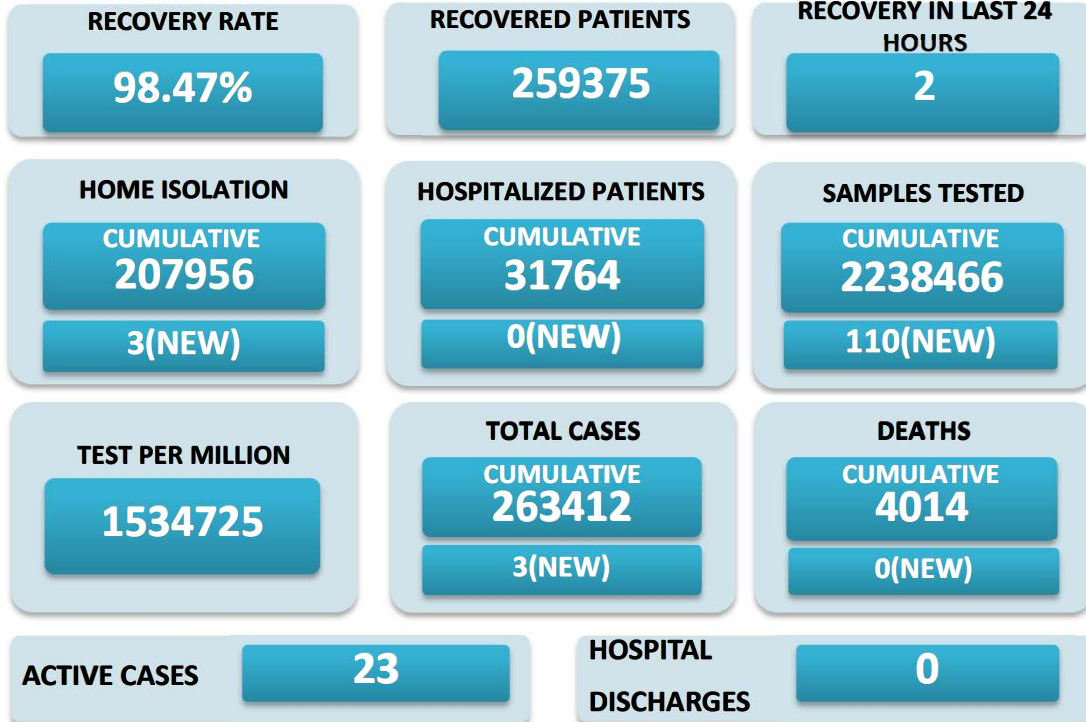 RECOVERY RATE
98.47%
RECOVERED PATIENTS
259375
RECOVERY IN LAST 24
HOURS
2
HOME ISOLATION
CUMULATIVE
207956
3(NEW)
HOSPITALIZED PATIENTS
CUMULATIVE
31764
0(NEW)
SAMPLES TESTED
CUMULATIVE
2238466
110(NEW)
TEST PER MILLION
1534725
TOTAL CASES
CUMULATIVE
263412
3(NEW)
DEATHS
CUMULATIVE
4014
0(NEW)
ACTIVE CASES
23
HOSPITAL
DISCHARGES
0